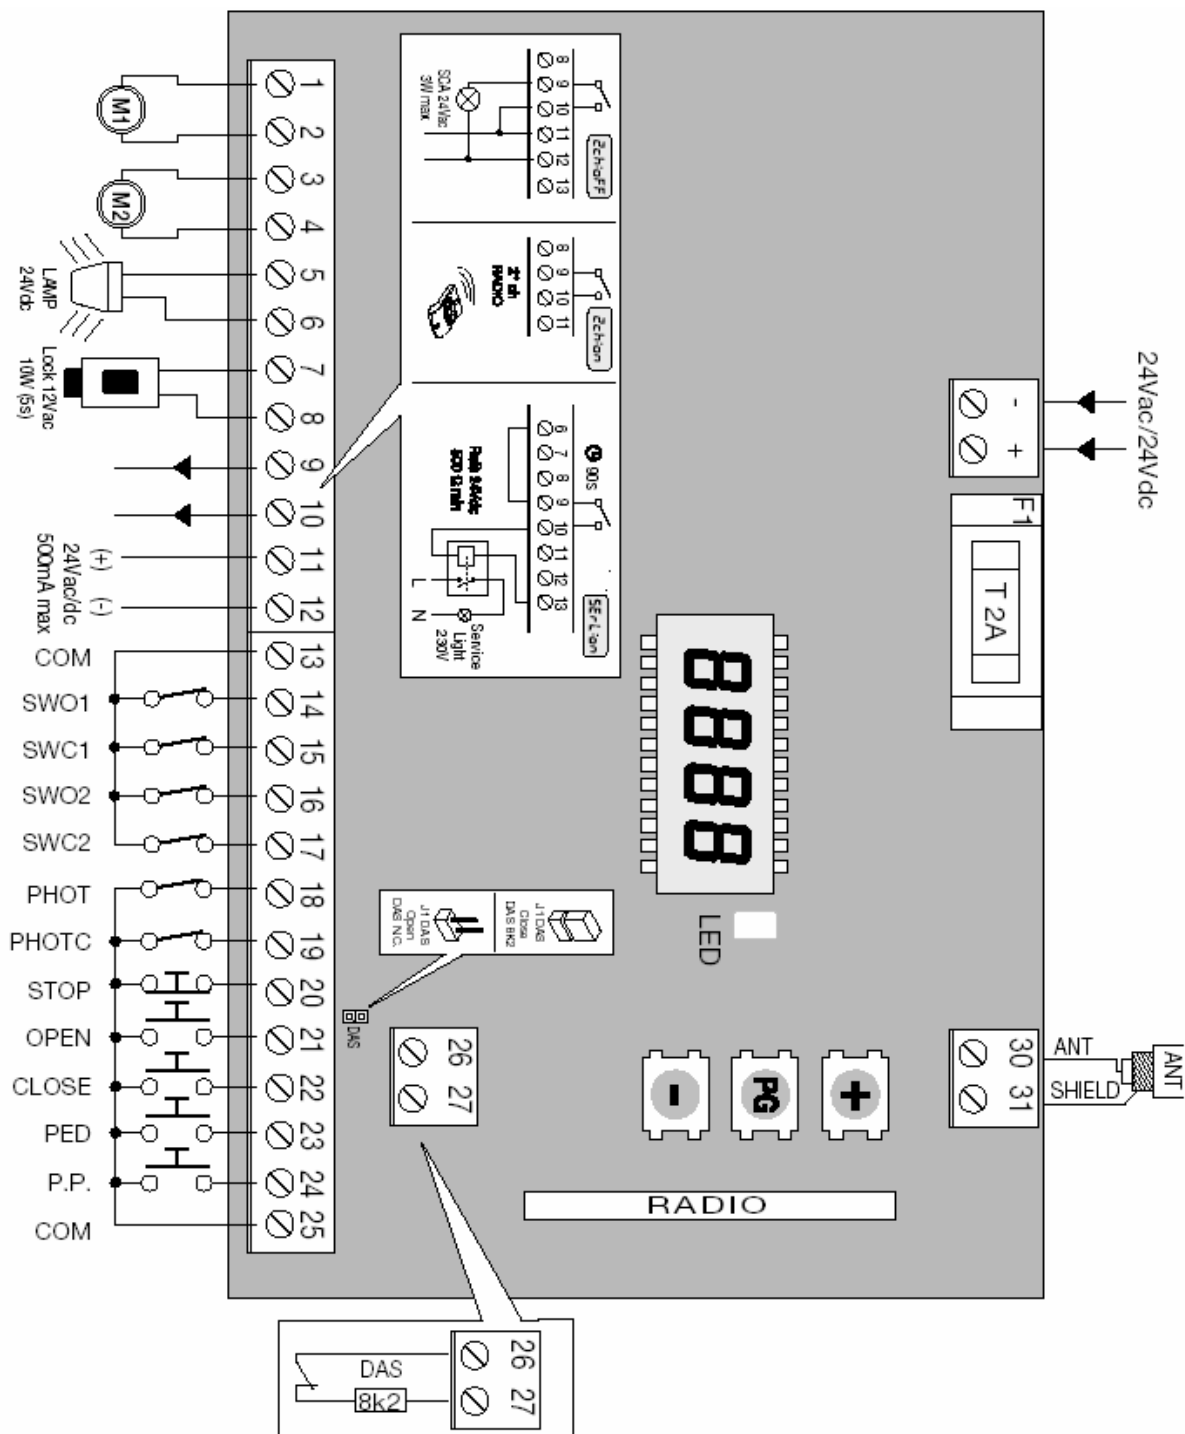 1
M1
2
3
M2
4
5
LAMP
24Vdc
6
7
Lock 12Vac
10W (5s)
8
9
10
11
(+)
24Vac/dc
500mA max
(-)
12
COM
13
SWO1
14
SWC1
15
SWO2
16
SWC2
17
PHOT
18
PHOTC
19
STOP
20
OPEN
21
CLOSE
22
PED
23
P.P.
24
COM
25
SCA 24Vac
3W max
8
9
10
11
12
13
2chioFF
2° ch
RADIO
8
9
10
11
2chion
90s
6
7
8
9
10
11
12
13
L
N
Service
Light
230V
SErLion
24Vac/24Vdc
-
+
F1
T 2A
8888
LED
J1 DAS
Open
DAS N.C.
J1 DAS
Close
DAS 8K2
DAS
26
27
-
PG
+
30
31
ANT
SHIELD
ANT
RADIO
DAS
8k2
26
27